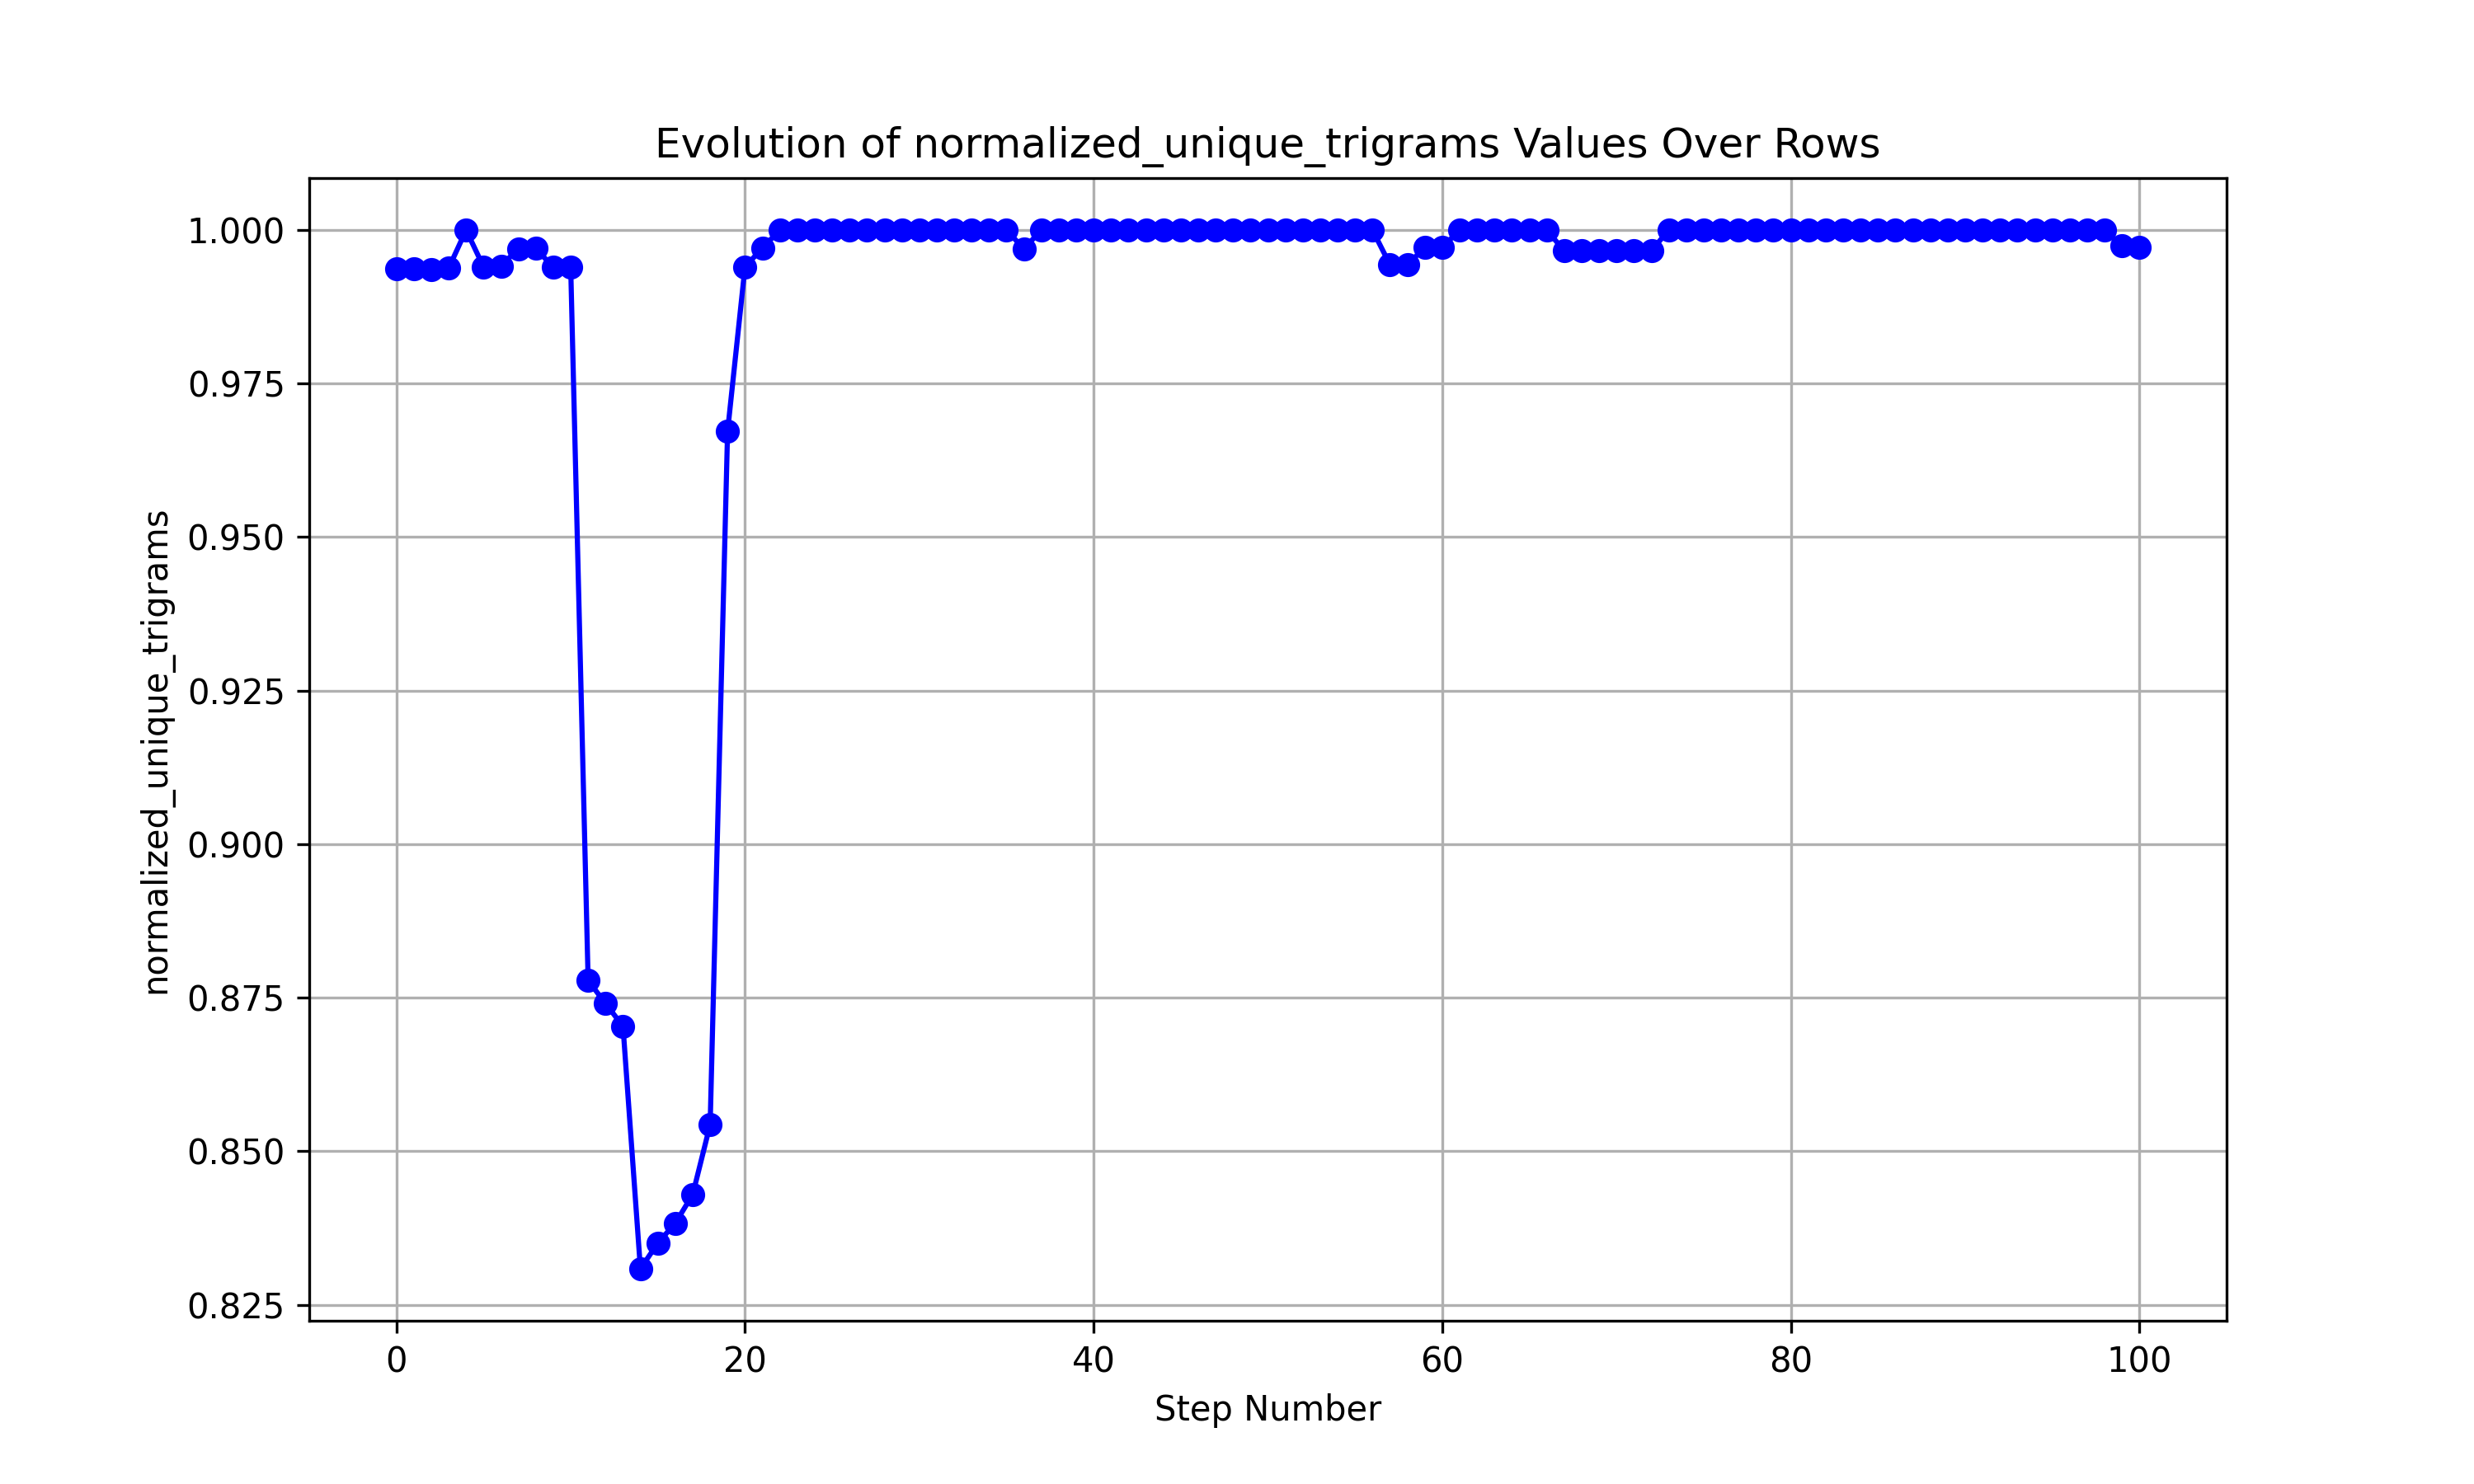 Evolution of normalized_unique_trigrams Values Over Rows
normalized_unique_trigrams
1.000
0.975
0.950
0.925
0.900
0.875
0.850
0.825
0 20 40 60 80 100
Step Number